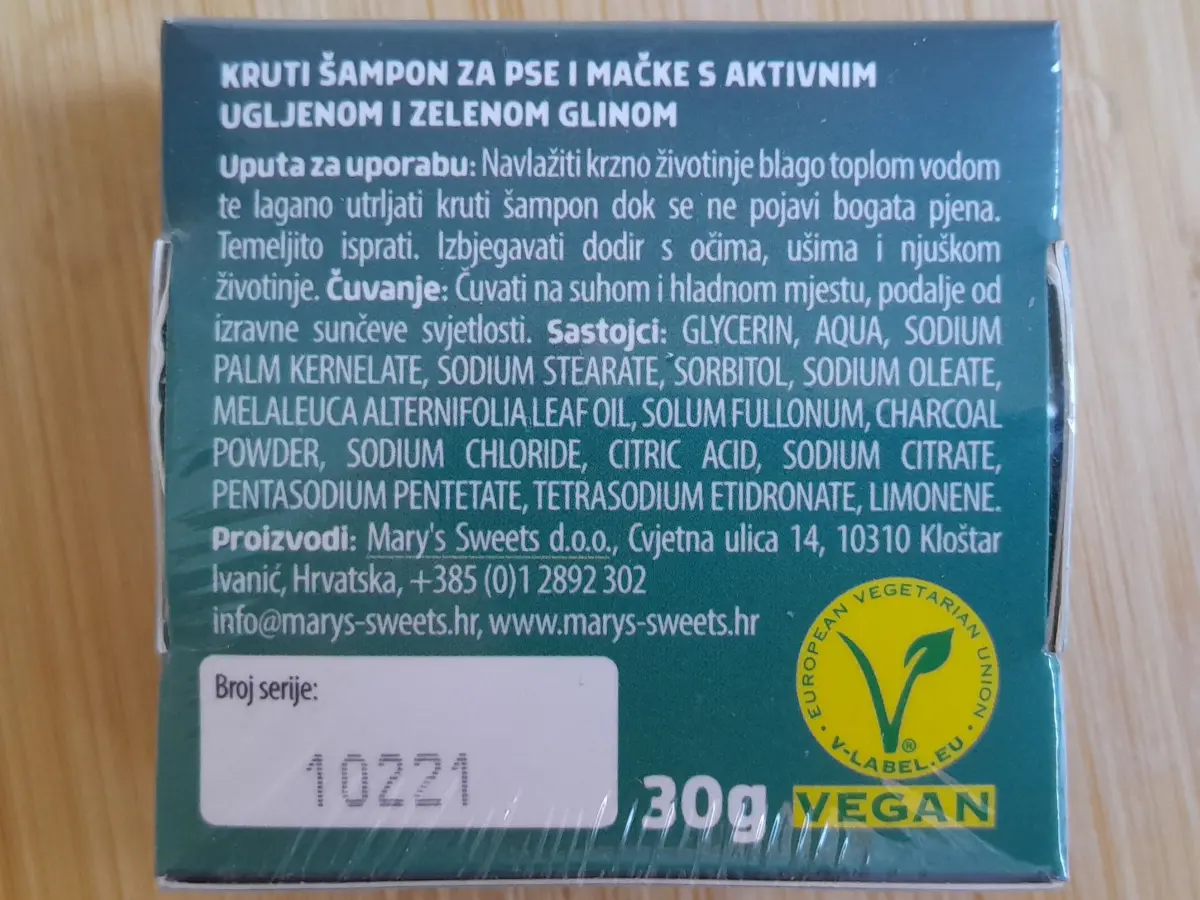 KRUTI ŠAMPON ZA PSE I MAČKE S AKTIVNIM
UGLJENOM I ZELENOM GLINOM
Uputa za uporabu: Navlažiti krzno životinje blago toplom vodom
te lagano utrljati kruti šampon dok se ne pojavi bogata pjena.
Temeljito isprati. Izbjegavati dodir s očima, ušima i njuškom
životinje. Čuvanje: Čuvati na suhom i hladnom mjestu, podalje od
izravne sunčeve svjetlosti. Sastojci: GLYCERIN, AQUA, SODIUM
PALM KERNELATE, SODIUM STEARATE, SORBITOL, SODIUM OLEATE,
MELALEUCA ALTERNIFOLIA LEAF OIL, SOLUM FULLONUM, CHARCOAL
POWDER, SODIUM CHLORIDE, CITRIC ACID, SODIUM CITRATE,
PENTASODIUM PENTETATE, TETRASODIUM ETIDRONATE, LIMONENE.
Proizvodi: Mary's Sweets d.o.o., Cvjetna ulica 14, 10310 Kloštar
Ivanić, Hrvatska, +385 (0)1 2892 302
info@marys-sweets.hr, www.marys-sweets.hr
EUROPEAN VEGETARIAN UNION
V-LABEL.EU
®
Broj serije:
10221
30g
VEGAN